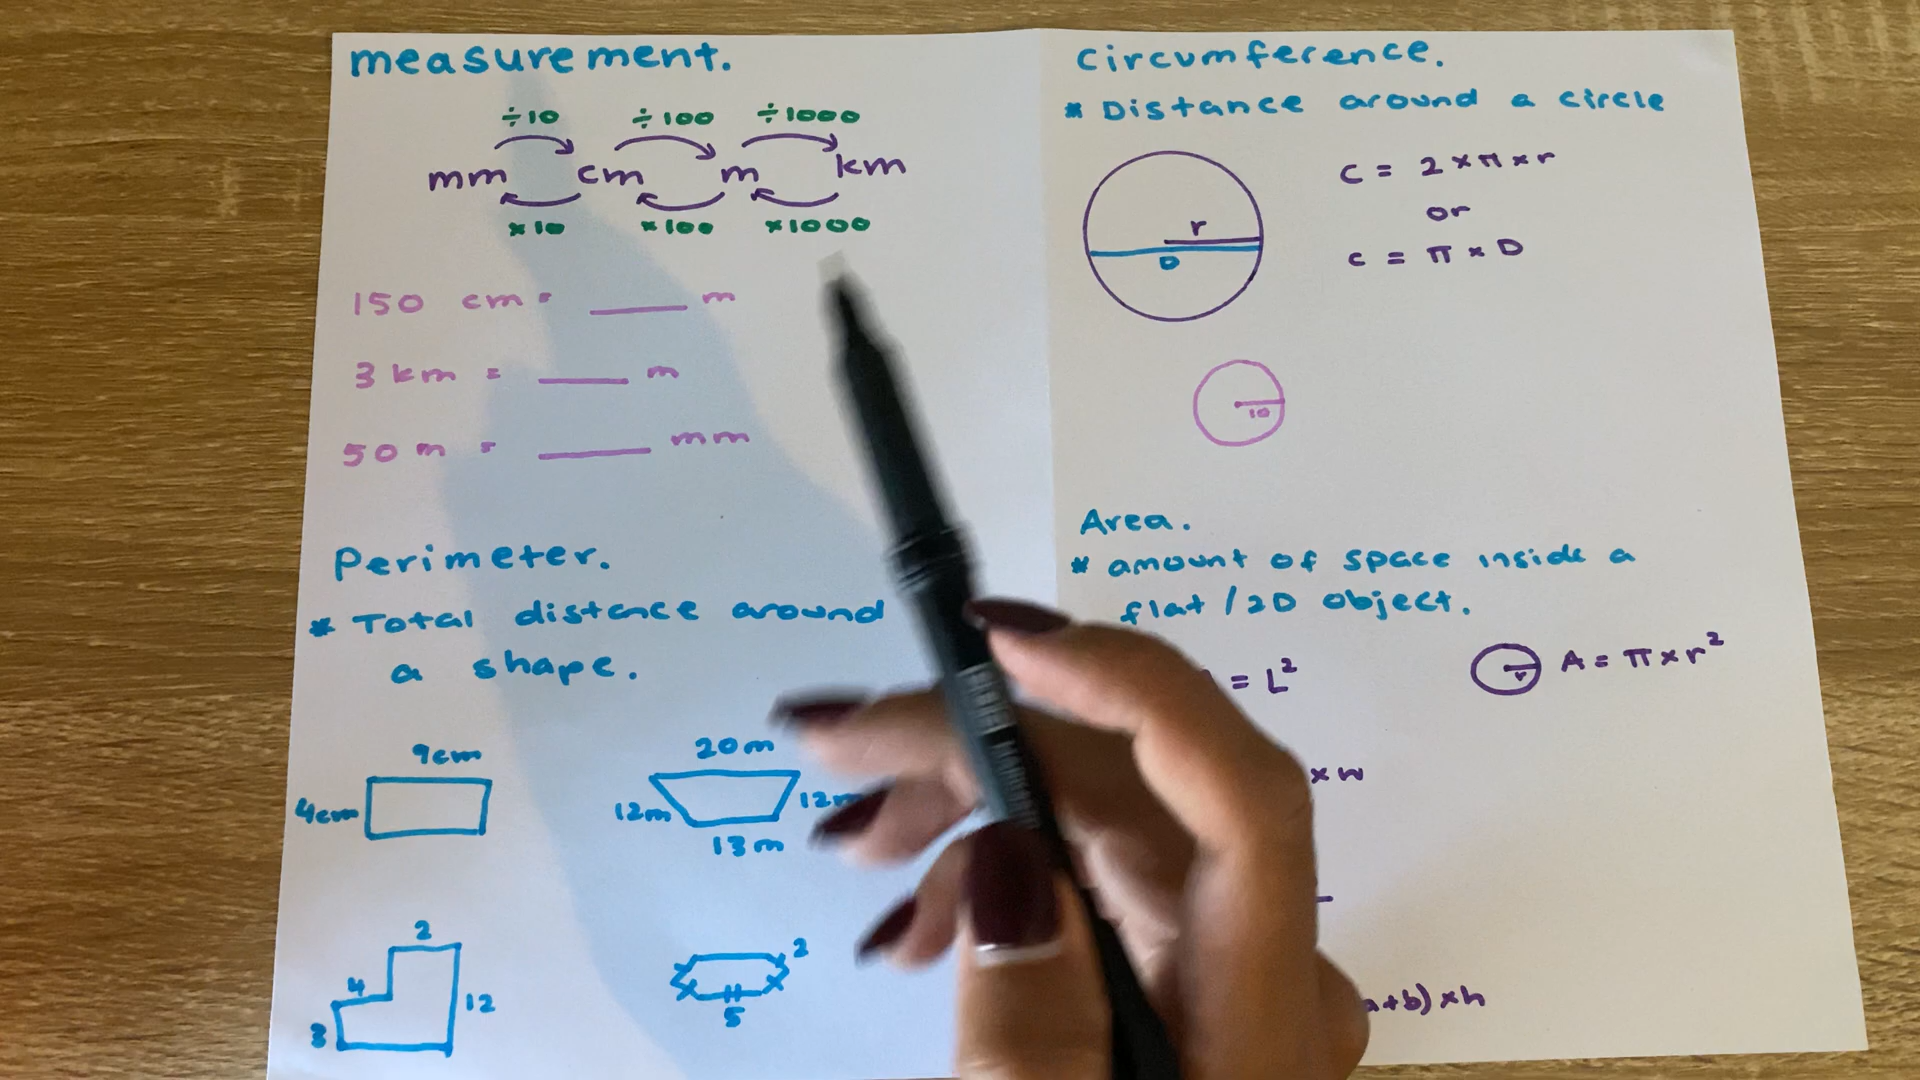 measurement.
÷10 ÷100 ÷1000
mm cm m km
×10 ×100 ×1000
150 cm = ____ m
3 km = ____ m
50 m = ____ mm
Perimeter.
* Total distance around
a shape.
9cm
4cm
20m
12m 12m
13m
2
4
12
3
2
5
Circumference.
* Distance around a circle
r
D
C = 2 × π × r
or
c = π × D
10
Area.
* amount of space inside a
flat / 2D object.
= L²
r
A = π × r²
× w
a+b) × h